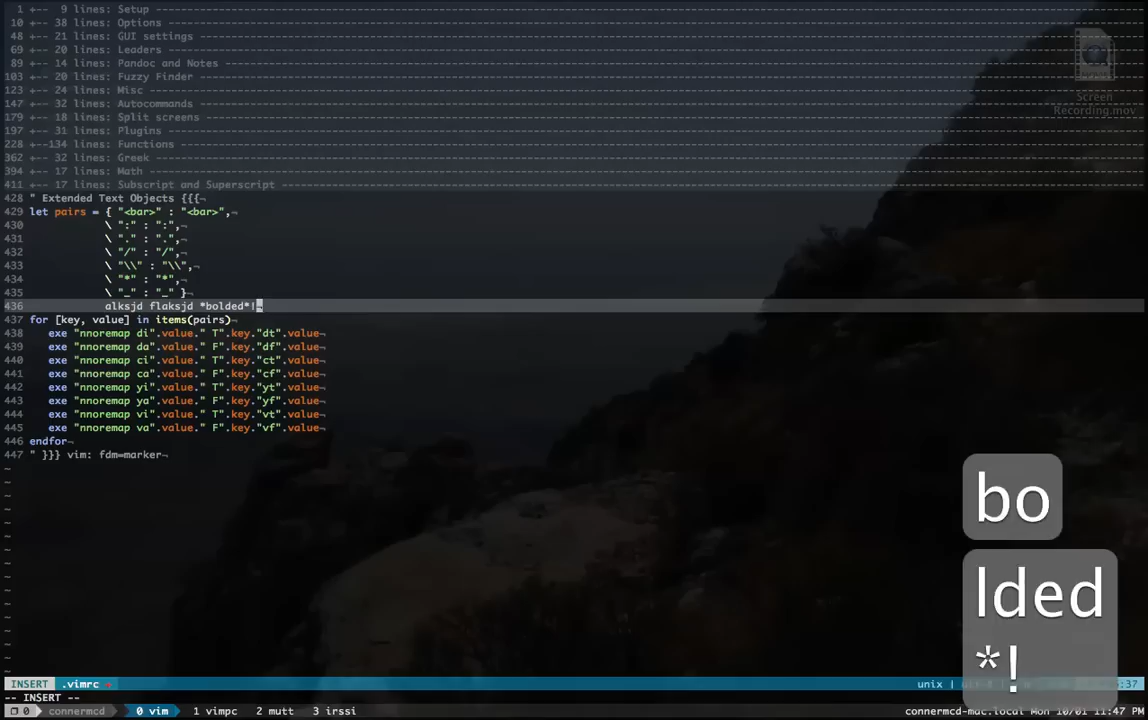 1 +-- 9 lines: Setup
10 +-- 38 lines: Options
48 +-- 21 lines: GUI settings
69 +-- 20 lines: Leaders
89 +-- 14 lines: Pandoc and Notes
103 +-- 20 lines: Fuzzy Finder
123 +-- 24 lines: Misc
147 +-- 32 lines: Autocommands
179 +-- 18 lines: Split screens
197 +-- 31 lines: Plugins
228 +--134 lines: Functions
362 +-- 32 lines: Greek
394 +-- 17 lines: Math
411 +-- 17 lines: Subscript and Superscript
Screen
Recording.mov
428 " Extended Text Objects {{{¬
429 let pairs = { "<bar>" : "<bar>",¬
430 \ ":" : ":",¬
431 \ "." : ".",¬
432 \ "/" : "/",¬
433 \ "\\" : "\\",¬
434 \ "*" : "*",¬
435 \ "_" : "_" }¬
436 alksjd flaksjd *bolded*!¬
437 for [key, value] in items(pairs)¬
438 exe "nnoremap di".value." T".key."dt".value¬
439 exe "nnoremap da".value." F".key."df".value¬
440 exe "nnoremap ci".value." T".key."ct".value¬
441 exe "nnoremap ca".value." F".key."cf".value¬
442 exe "nnoremap yi".value." T".key."yt".value¬
443 exe "nnoremap ya".value." F".key."yf".value¬
444 exe "nnoremap vi".value." T".key."vt".value¬
445 exe "nnoremap va".value." F".key."vf".value¬
446 endfor¬
447 " }}} vim: fdm=marker¬
bo
lded
*!
INSERT .vimrc + unix |
-- INSERT --
0 connermcd 0 vim 1 vimpc 2 mutt 3 irssi connermcd-mac.local Mon 10/01 11:47 PM